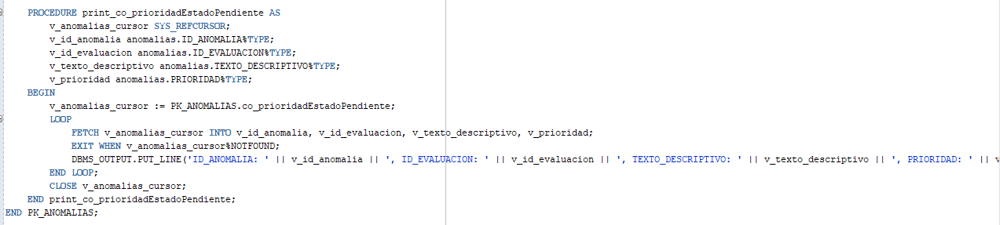 PROCEDURE print_co_prioridadEstadoPendiente AS
v_anomalias_cursor SYS_REFCURSOR;
v_id_anomalia anomalias.ID_ANOMALIA%TYPE;
v_id_evaluacion anomalias.ID_EVALUACION%TYPE;
v_texto_descriptivo anomalias.TEXTO_DESCRIPTIVO%TYPE;
v_prioridad anomalias.PRIORIDAD%TYPE;
BEGIN
v_anomalias_cursor := PK_ANOMALIAS.co_prioridadEstadoPendiente;
LOOP
FETCH v_anomalias_cursor INTO v_id_anomalia, v_id_evaluacion, v_texto_descriptivo, v_prioridad;
EXIT WHEN v_anomalias_cursor%NOTFOUND;
DBMS_OUTPUT.PUT_LINE('ID_ANOMALIA: ' || v_id_anomalia || ', ID_EVALUACION: ' || v_id_evaluacion || ', TEXTO_DESCRIPTIVO: ' || v_texto_descriptivo || ', PRIORIDAD: ' || v
END LOOP;
CLOSE v_anomalias_cursor;
END print_co_prioridadEstadoPendiente;
END PK_ANOMALIAS;